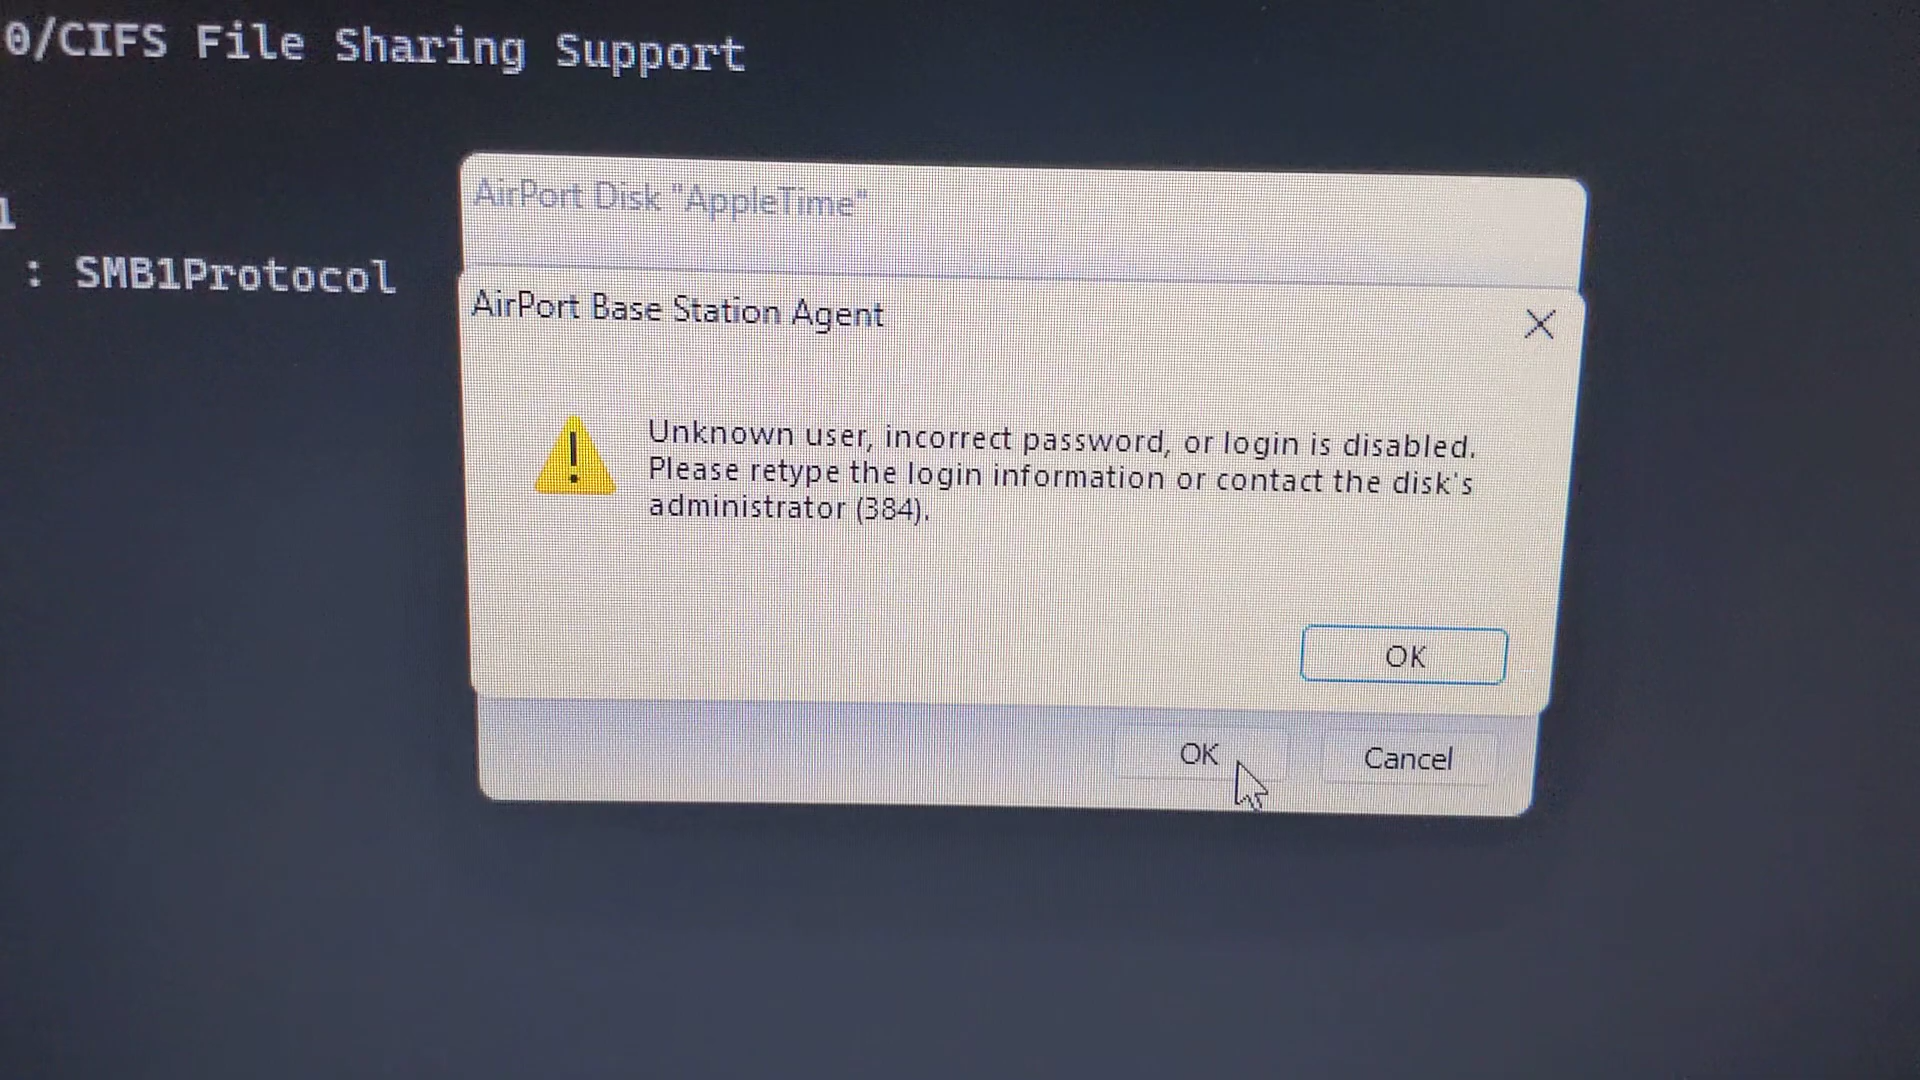 0/CIFS File Sharing Support
: SMB1Protocol
AirPort Disk "AppleTime"
AirPort Base Station Agent
Unknown user, incorrect password, or login is disabled.
Please retype the login information or contact the disk's
administrator (384).
OK
OK
Cancel